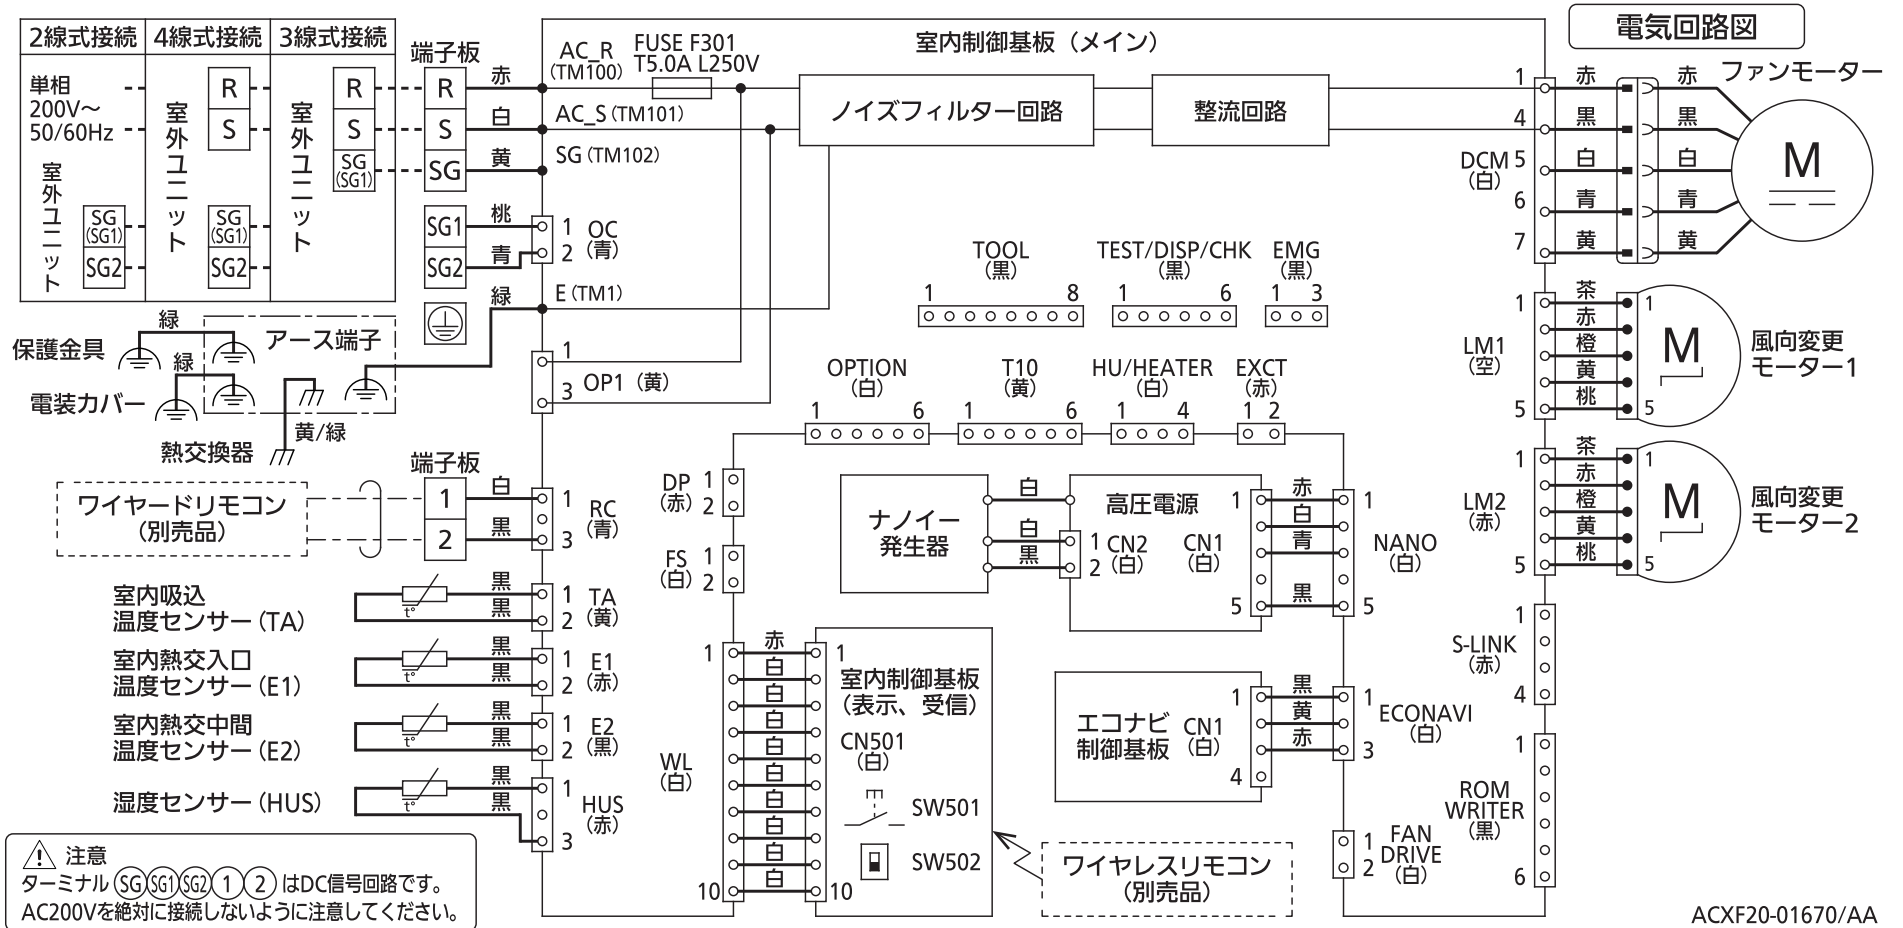 電気回路図
2線式接続 4線式接続 3線式接続
単相
200V～
50/60Hz
室外ユニット
SG
(SG1)
SG2
室外ユニット
R
S
SG
(SG1)
SG2
室外ユニット
R
S
SG
(SG1)
端子板
R
S
SG
SG1
SG2
赤
白
黄
桃
青
緑
室内制御基板（メイン）
AC_R
(TM100)
FUSE F301
T5.0A L250V
AC_S (TM101)
SG (TM102)
1
2
OC
(青)
E (TM1)
1
3
OP1 (黄)
ノイズフィルター回路
整流回路
1
4
5
6
7
DCM
(白)
赤 赤
黒 黒
白 白
青 青
黄 黄
ファンモーター
M
TOOL
(黒)
1 8
TEST/DISP/CHK
(黒)
1 6
EMG
(黒)
1 3
OPTION
(白)
1 6
T10
(黄)
1 6
HU/HEATER
(白)
1 4
EXCT
(赤)
1 2
LM1
(空)
1
5
茶
赤
橙
黄
桃
1
5
M
風向変更
モーター1
LM2
(赤)
1
5
茶
赤
橙
黄
桃
1
5
M
風向変更
モーター2
保護金具
緑
電装カバー
緑
アース端子
熱交換器
黄/緑
ワイヤードリモコン
(別売品)
端子板
1
2
白
黒
1
3
RC
(青)
室内吸込
温度センサー(TA)
t°
黒
黒
1
2
TA
(黄)
室内熱交入口
温度センサー(E1)
t°
黒
黒
1
2
E1
(赤)
室内熱交中間
温度センサー(E2)
t°
黒
黒
1
2
E2
(黒)
湿度センサー(HUS)
t°
黒
黒
1
3
HUS
(赤)
DP
(赤)
1
2
FS
(白)
1
2
WL
(白)
1
10
赤
白
白
白
白
白
白
白
白
白
1
10
室内制御基板
(表示、受信)
CN501
(白)
SW501
SW502
ワイヤレスリモコン
(別売品)
ナノイー
発生器
白
白
黒
高圧電源
1
2
CN2
(白)
CN1
(白)
1
5
赤
白
青
黒
1
5
NANO
(白)
エコナビ
制御基板
CN1
(白)
1
4
黒
黄
赤
1
3
ECONAVI
(白)
1
2
FAN
DRIVE
(白)
S-LINK
(赤)
1
4
ROM
WRITER
(黒)
1
6
注意
ターミナル SG SG1 SG2 1 2 はDC信号回路です。
AC200Vを絶対に接続しないように注意してください。
ACXF20-01670/AA